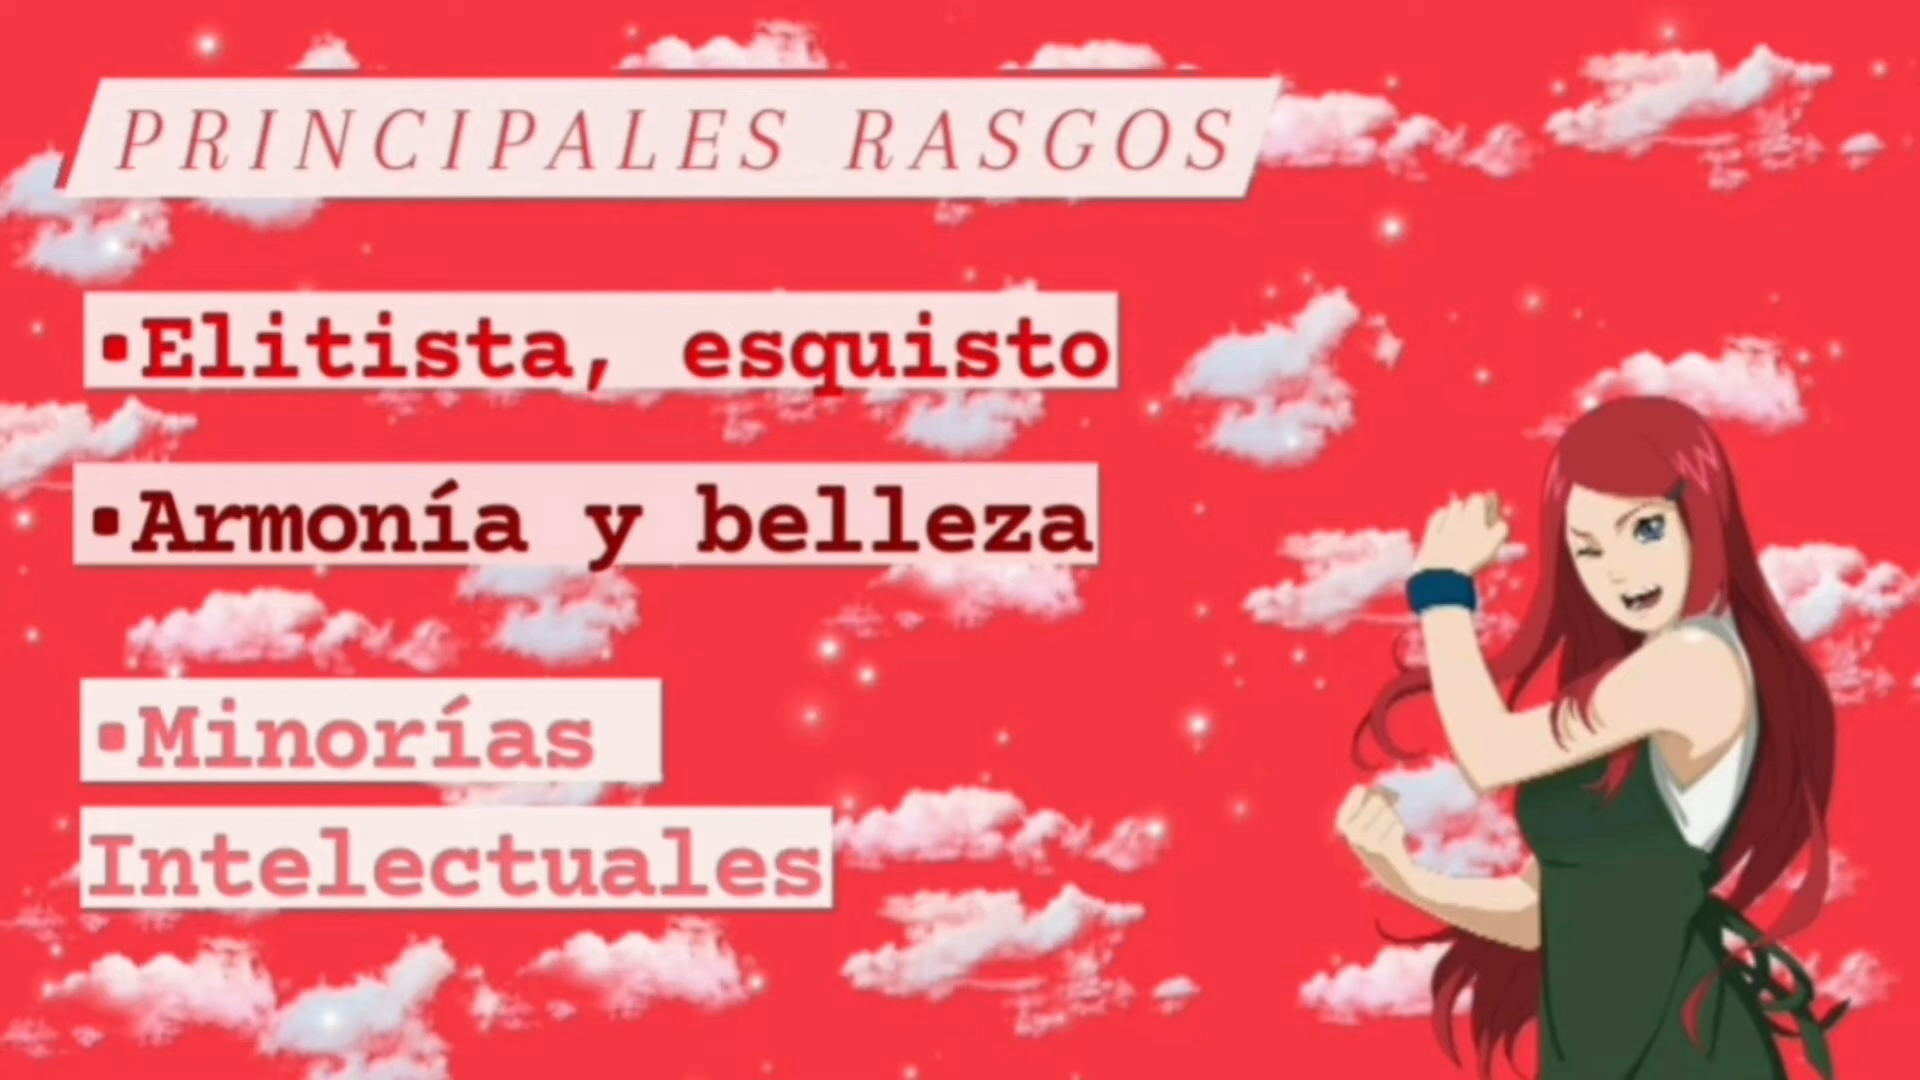 PRINCIPALES RASGOS
▪Elitista, esquisto
▪Armonía y belleza
▪Minorías
Intelectuales